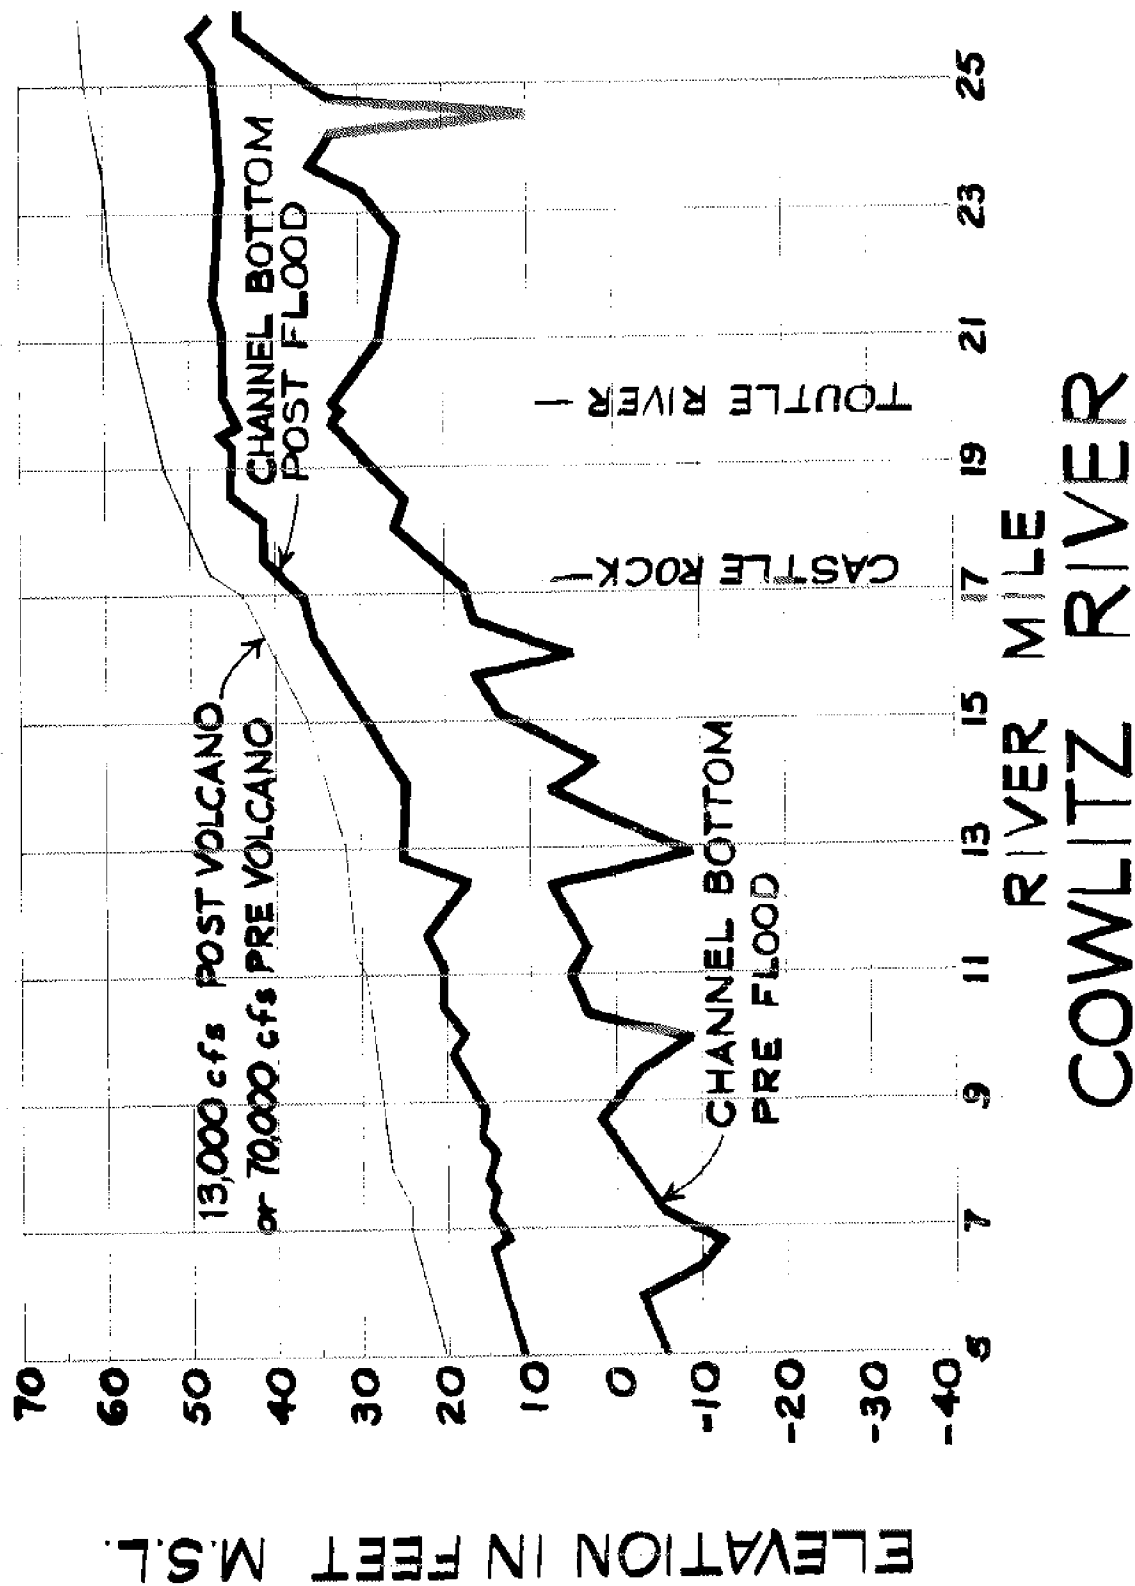 ELEVATION IN FEET M.S.L.
70
60
50
40
30
20
10
0
-10
-20
-30
-40
13,000 cfs POST VOLCANO
or 70,000 cfs PRE VOLCANO
CHANNEL BOTTOM
POST FLOOD
CHANNEL BOTTOM
PRE FLOOD
CASTLE ROCK
TOUTLE RIVER
5
7
9
11
13
15
17
19
21
23
25
RIVER MILE
COWLITZ RIVER